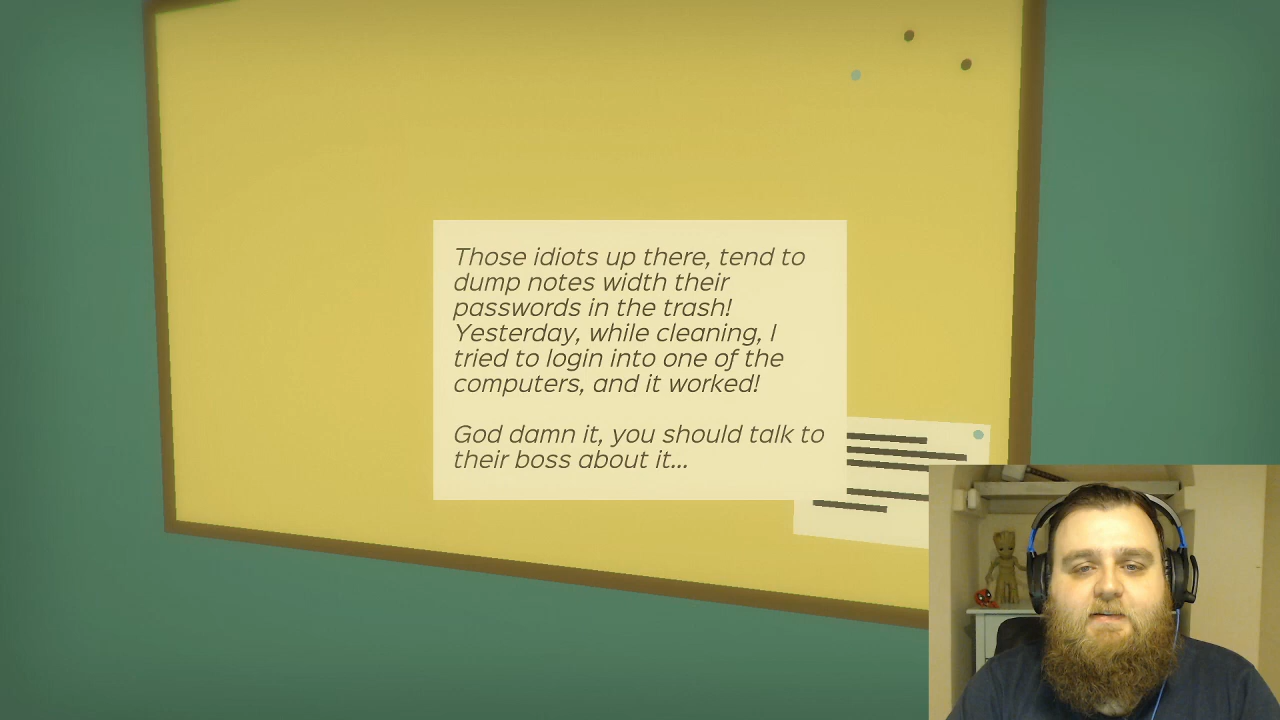 Those idiots up there, tend to
dump notes width their
passwords in the trash!
Yesterday, while cleaning, I
tried to login into one of the
computers, and it worked!
God damn it, you should talk to
their boss about it...